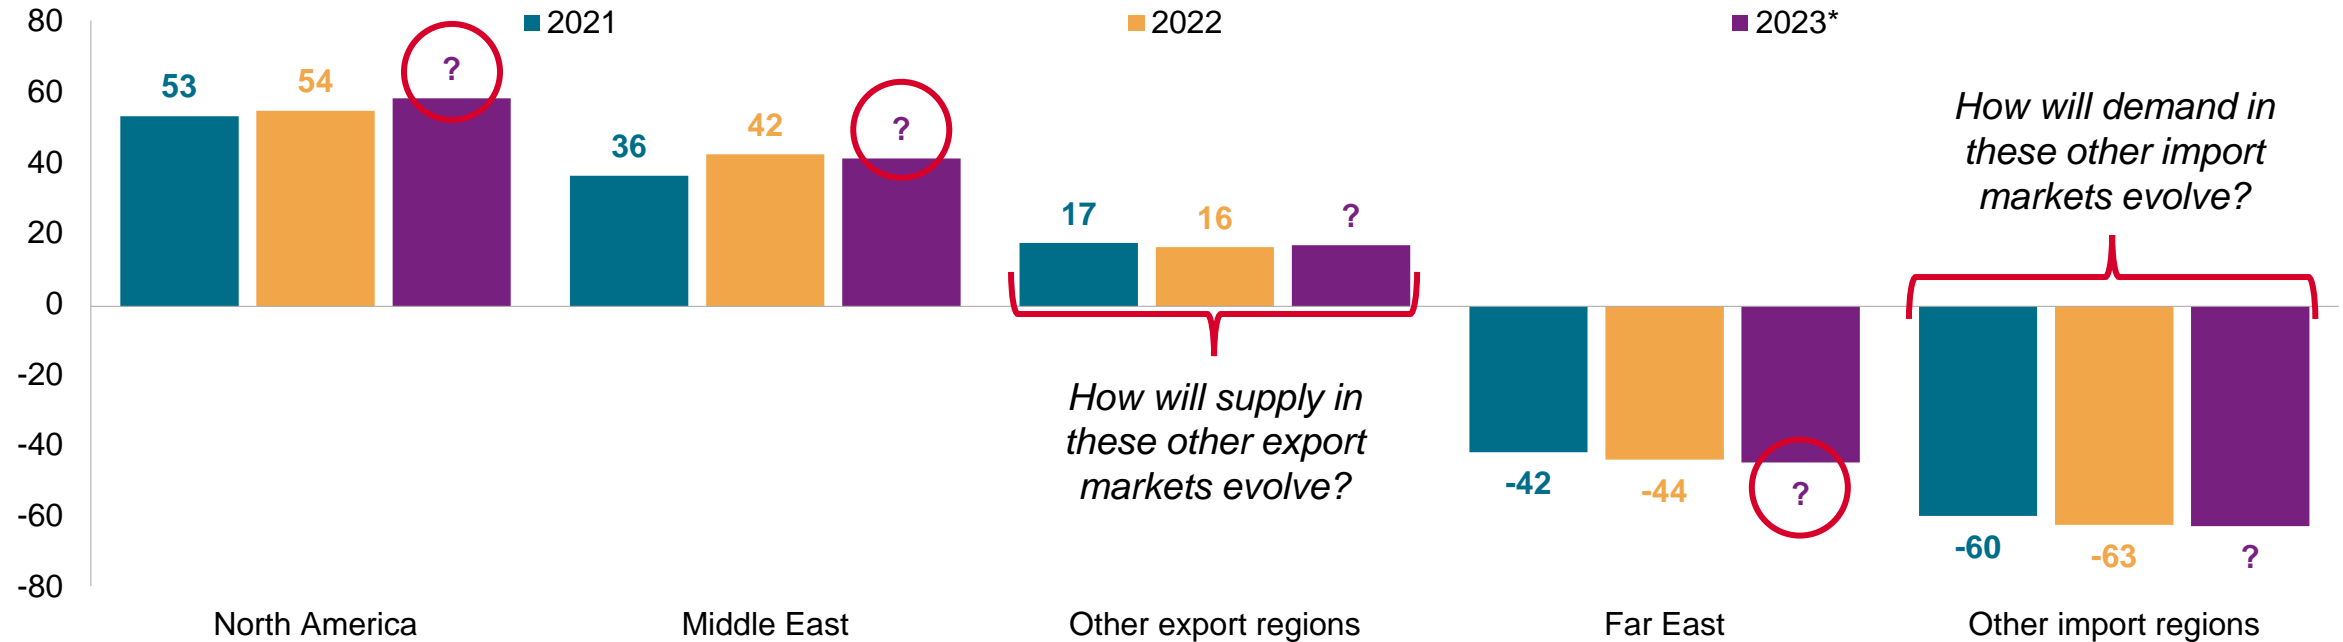 2021
2022
2023*
80
60
40
20
0
-20
-40
-60
-80
53
54
?
36
42
?
17
16
?
-42
-44
?
-60
-63
?
How will supply in
these other export
markets evolve?
How will demand in
these other import
markets evolve?
North America
Middle East
Other export regions
Far East
Other import regions